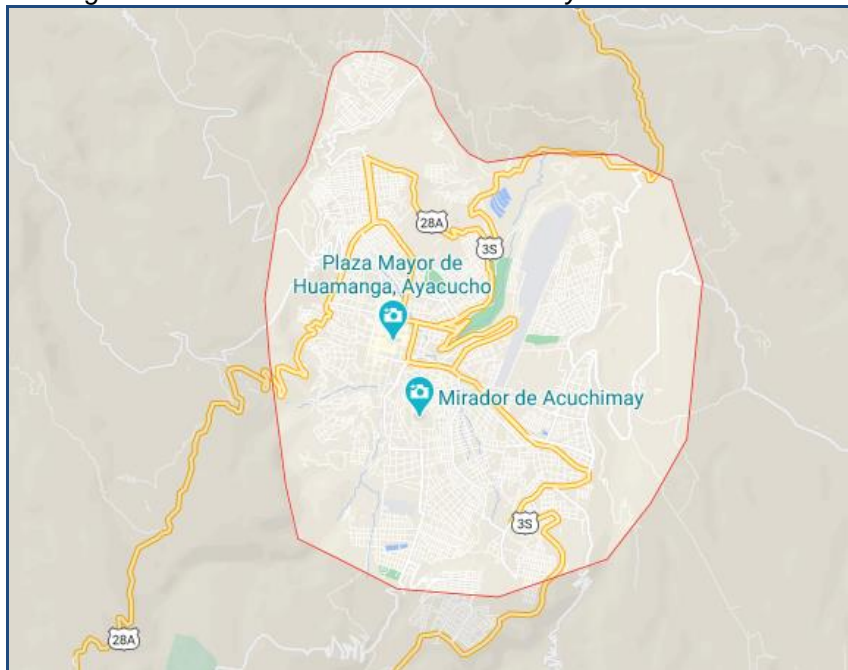 28A
3S
Plaza Mayor de
Huamanga, Ayacucho
Mirador de Acuchimay
3S
28A